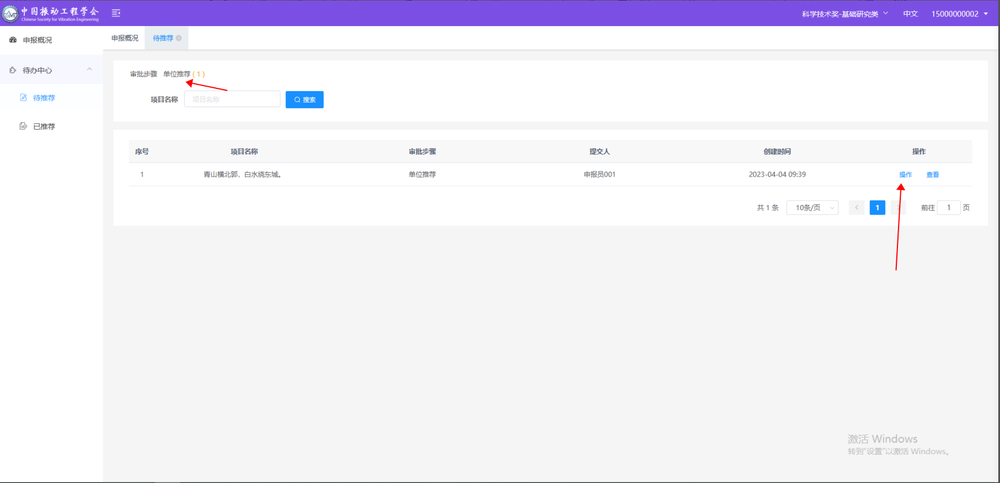 中国振动工程学会
Chinese Society for Vibration Engineering
CSVE
科学技术奖-基础研究类
中文
15000000002
申报概况
待办中心
待推荐
已推荐
申报概况 待推荐
审批步骤 单位推荐 ( 1 )
项目名称 项目名称 搜索
序号 项目名称 审批步骤 提交人 创建时间 操作
1 青山横北郭，白水绕东城。 单位推荐 申报员001 2023-04-04 09:39 操作 查看
共 1 条 10条/页 1 前往 1 页
激活 Windows
转到“设置”以激活 Windows。